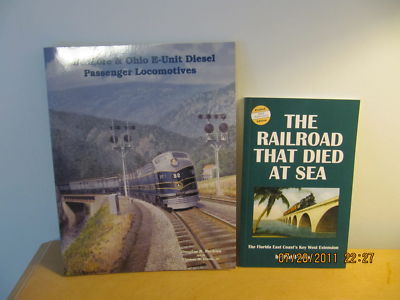 & Ohio E-Unit Diesel
Passenger Locomotives
THE
RAILROAD
THAT DIED
AT SEA
The Florida East Coast's Key West Extension
07/26/2011 22:27